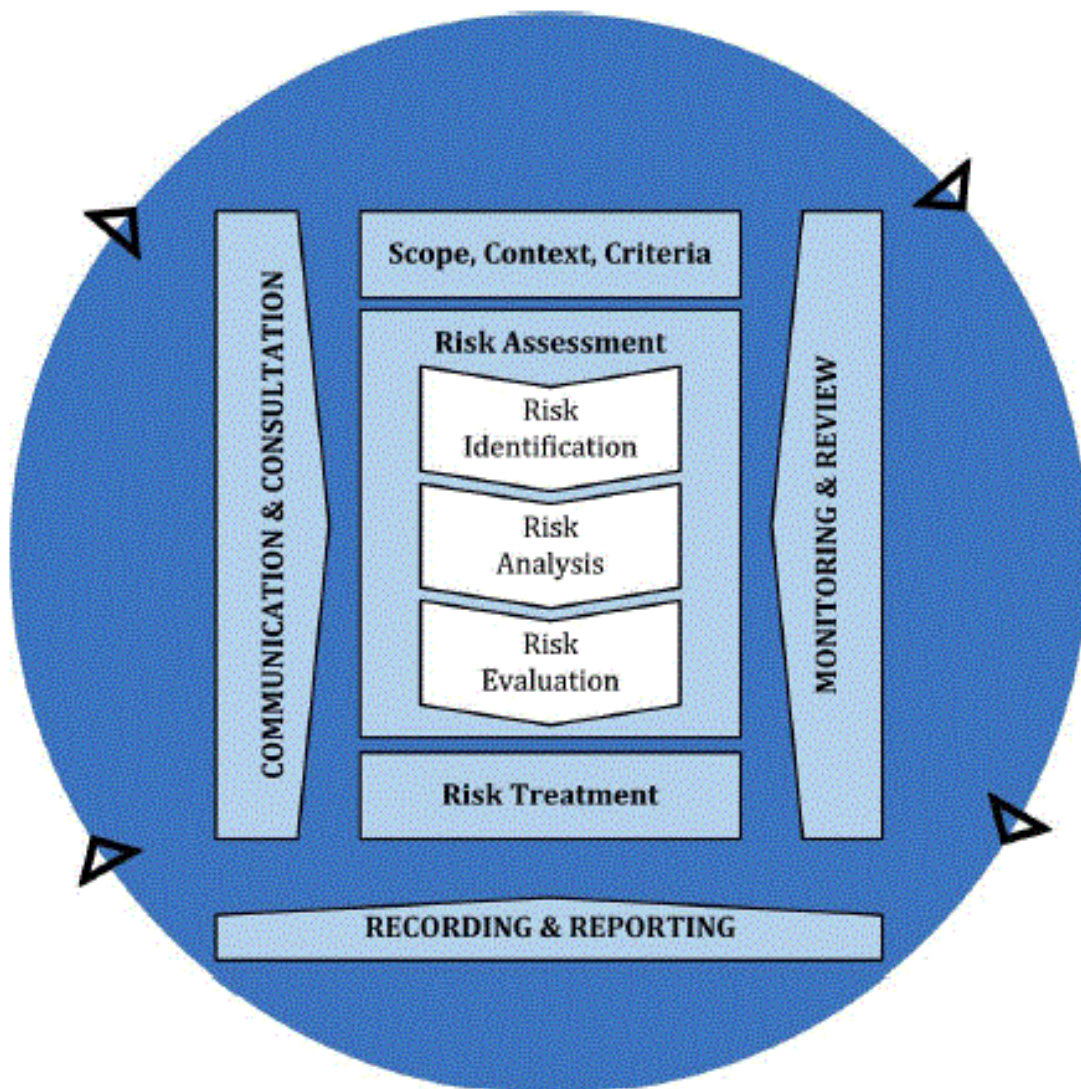 Scope, Context, Criteria
COMMUNICATION & CONSULTATION
Risk Assessment
Risk
Identification
Risk
Analysis
Risk
Evaluation
MONITORING & REVIEW
Risk Treatment
RECORDING & REPORTING